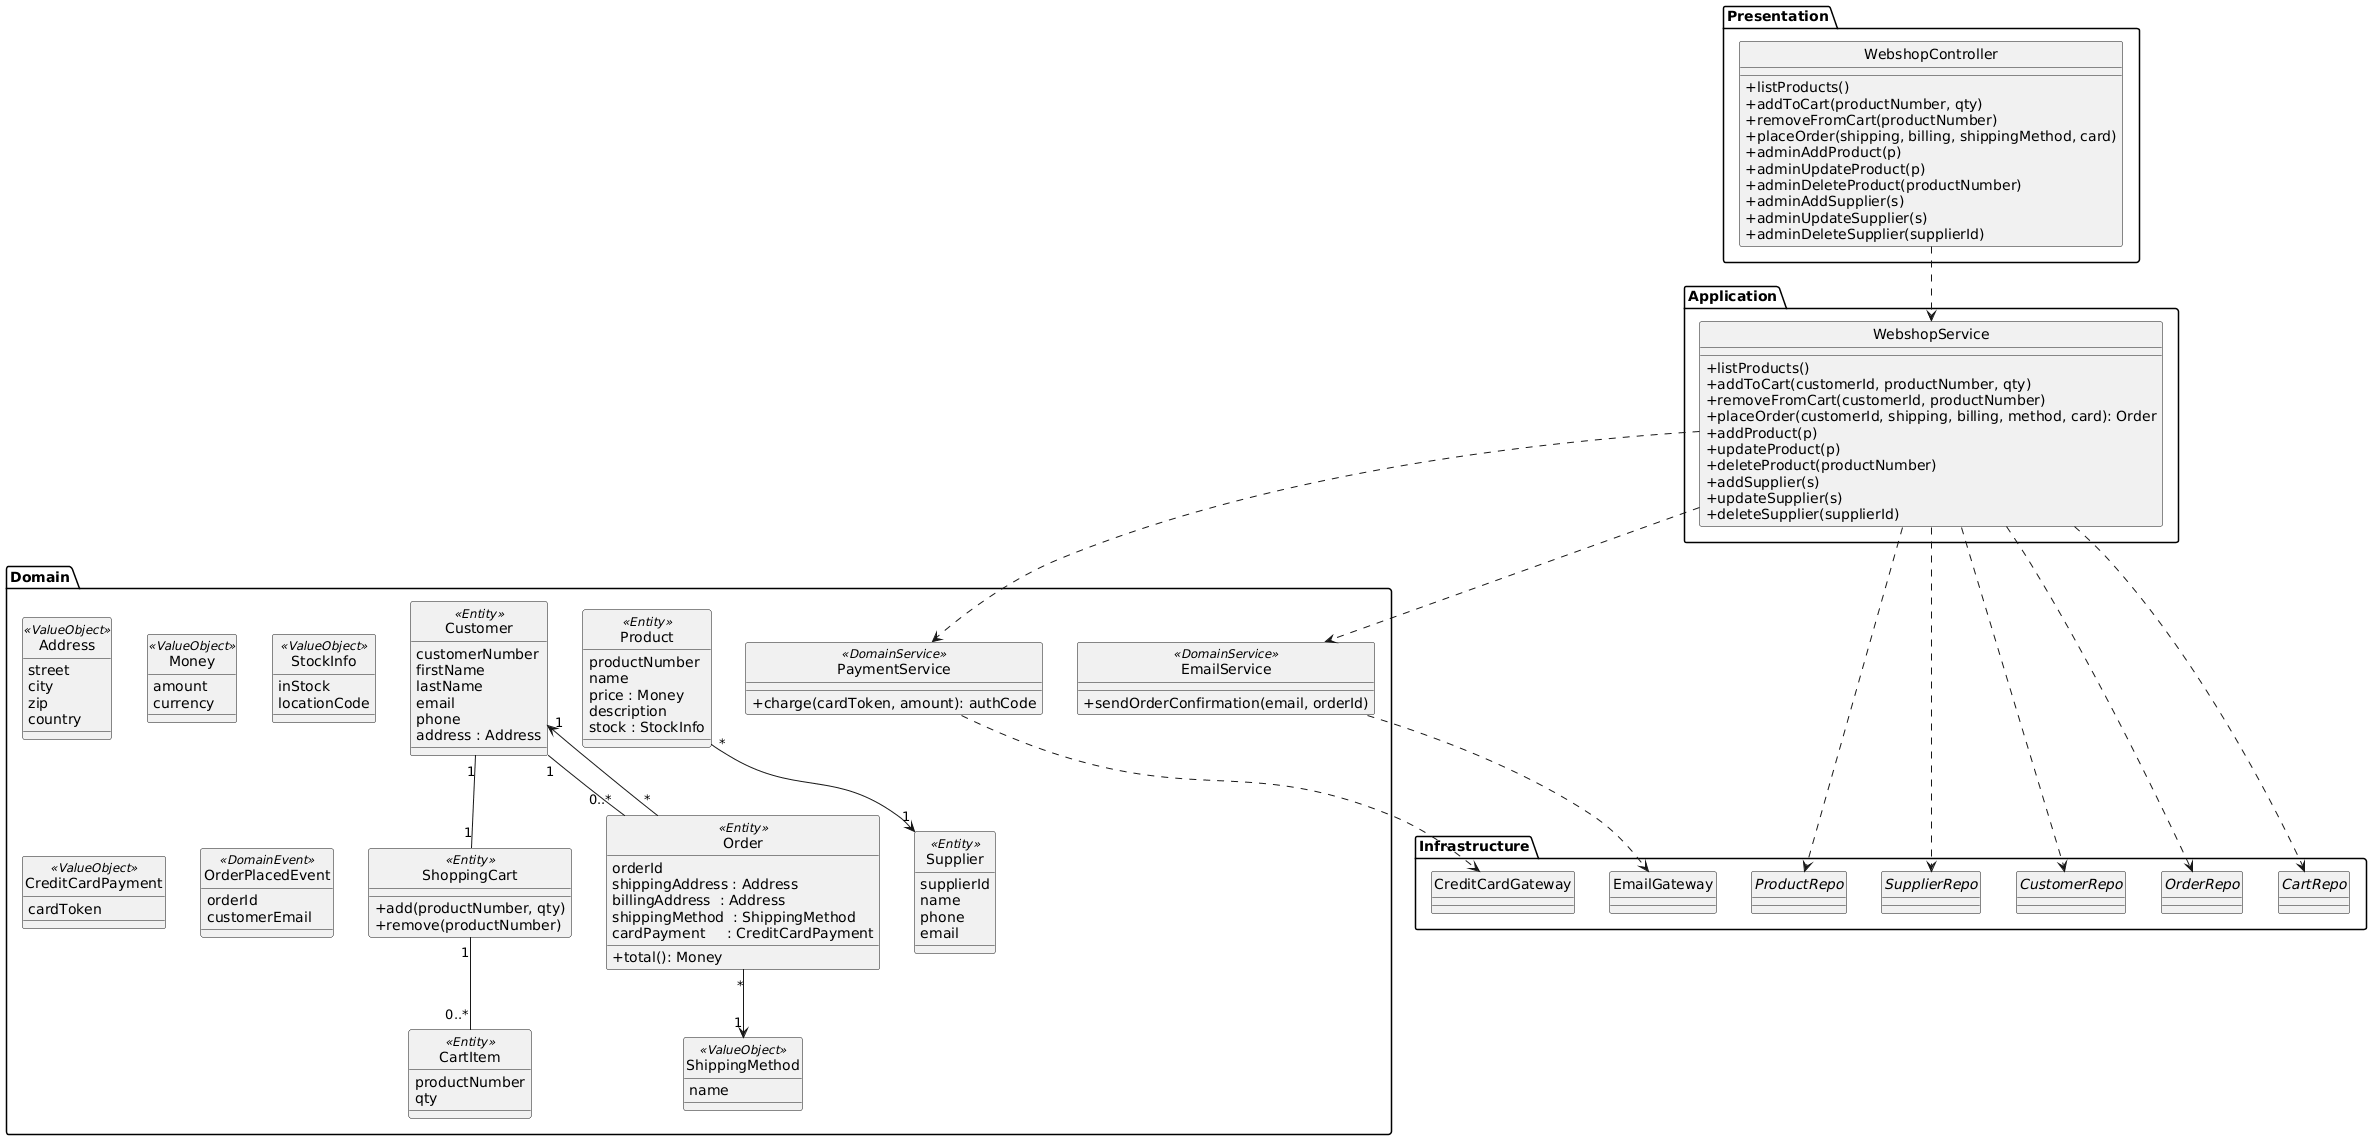 Presentation
WebshopController
+listProducts()
+addToCart(productNumber, qty)
+removeFromCart(productNumber)
+placeOrder(shipping, billing, shippingMethod, card)
+adminAddProduct(p)
+adminUpdateProduct(p)
+adminDeleteProduct(productNumber)
+adminAddSupplier(s)
+adminUpdateSupplier(s)
+adminDeleteSupplier(supplierId)
Application
WebshopService
+listProducts()
+addToCart(customerId, productNumber, qty)
+removeFromCart(customerId, productNumber)
+placeOrder(customerId, shipping, billing, method, card): Order
+addProduct(p)
+updateProduct(p)
+deleteProduct(productNumber)
+addSupplier(s)
+updateSupplier(s)
+deleteSupplier(supplierId)
Domain
«ValueObject»
Address
street
city
zip
country
«ValueObject»
Money
amount
currency
«ValueObject»
StockInfo
inStock
locationCode
«Entity»
Customer
customerNumber
firstName
lastName
email
phone
address : Address
«Entity»
Product
productNumber
name
price : Money
description
stock : StockInfo
«DomainService»
PaymentService
+charge(cardToken, amount): authCode
«DomainService»
EmailService
+sendOrderConfirmation(email, orderId)
1
*
1
1
0..*
*
1
1
«ValueObject»
CreditCardPayment
cardToken
«DomainEvent»
OrderPlacedEvent
orderId
customerEmail
«Entity»
ShoppingCart
+add(productNumber, qty)
+remove(productNumber)
«Entity»
Order
orderId
shippingAddress : Address
billingAddress : Address
shippingMethod : ShippingMethod
cardPayment : CreditCardPayment
+total(): Money
«Entity»
Supplier
supplierId
name
phone
email
Infrastructure
CreditCardGateway
EmailGateway
ProductRepo
SupplierRepo
CustomerRepo
OrderRepo
CartRepo
1
*
0..*
1
«Entity»
CartItem
productNumber
qty
«ValueObject»
ShippingMethod
name